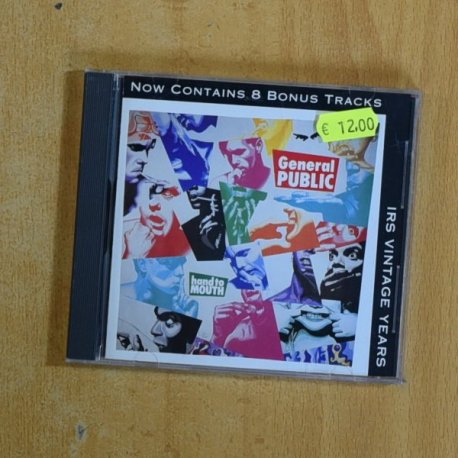 Now Contains 8 Bonus Tracks
€ 12,00
General
PUBLIC
IRS VINTAGE YEARS
hand to
MOUTH